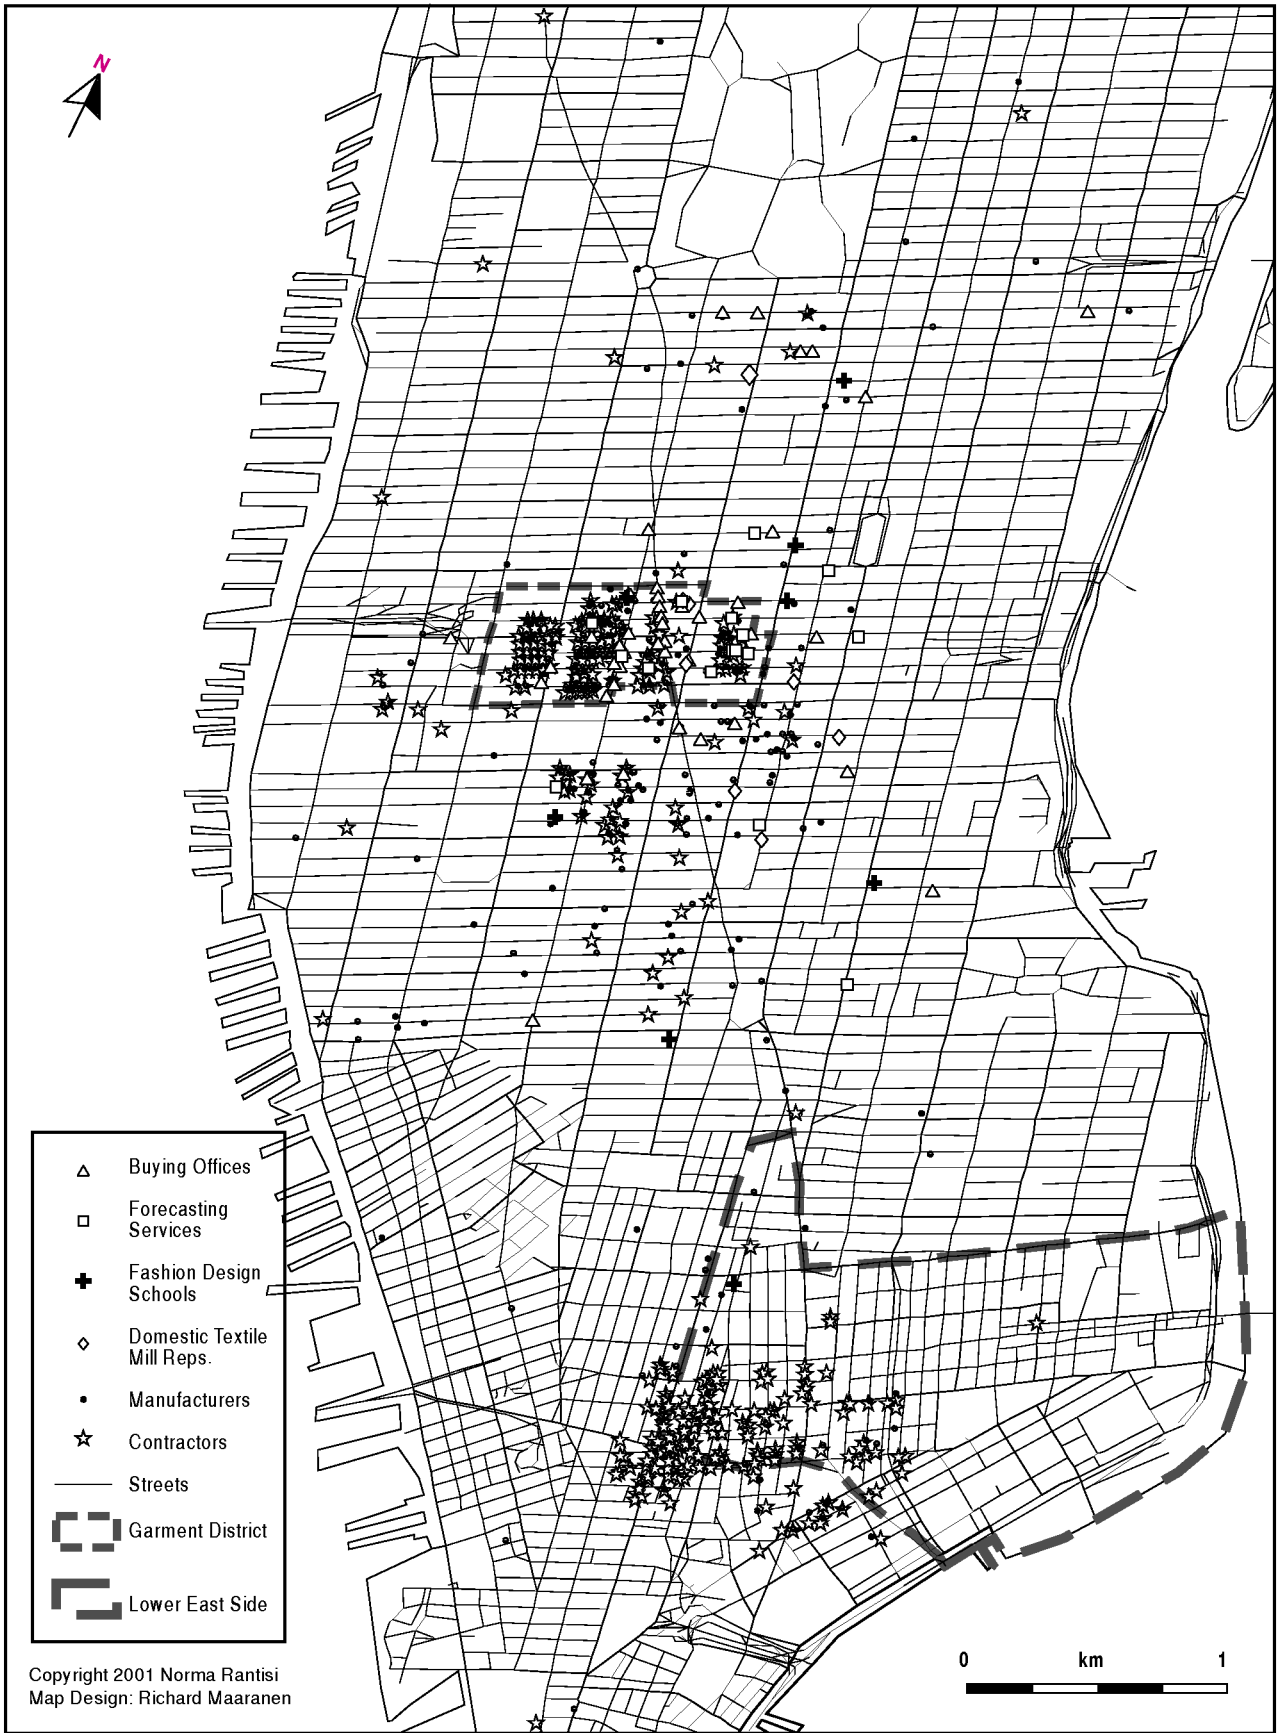 N
Buying Offices
Forecasting
Services
Fashion Design
Schools
Domestic Textile
Mill Reps.
Manufacturers
Contractors
Streets
Garment District
Lower East Side
Copyright 2001 Norma Rantisi
Map Design: Richard Maaranen
0 km 1